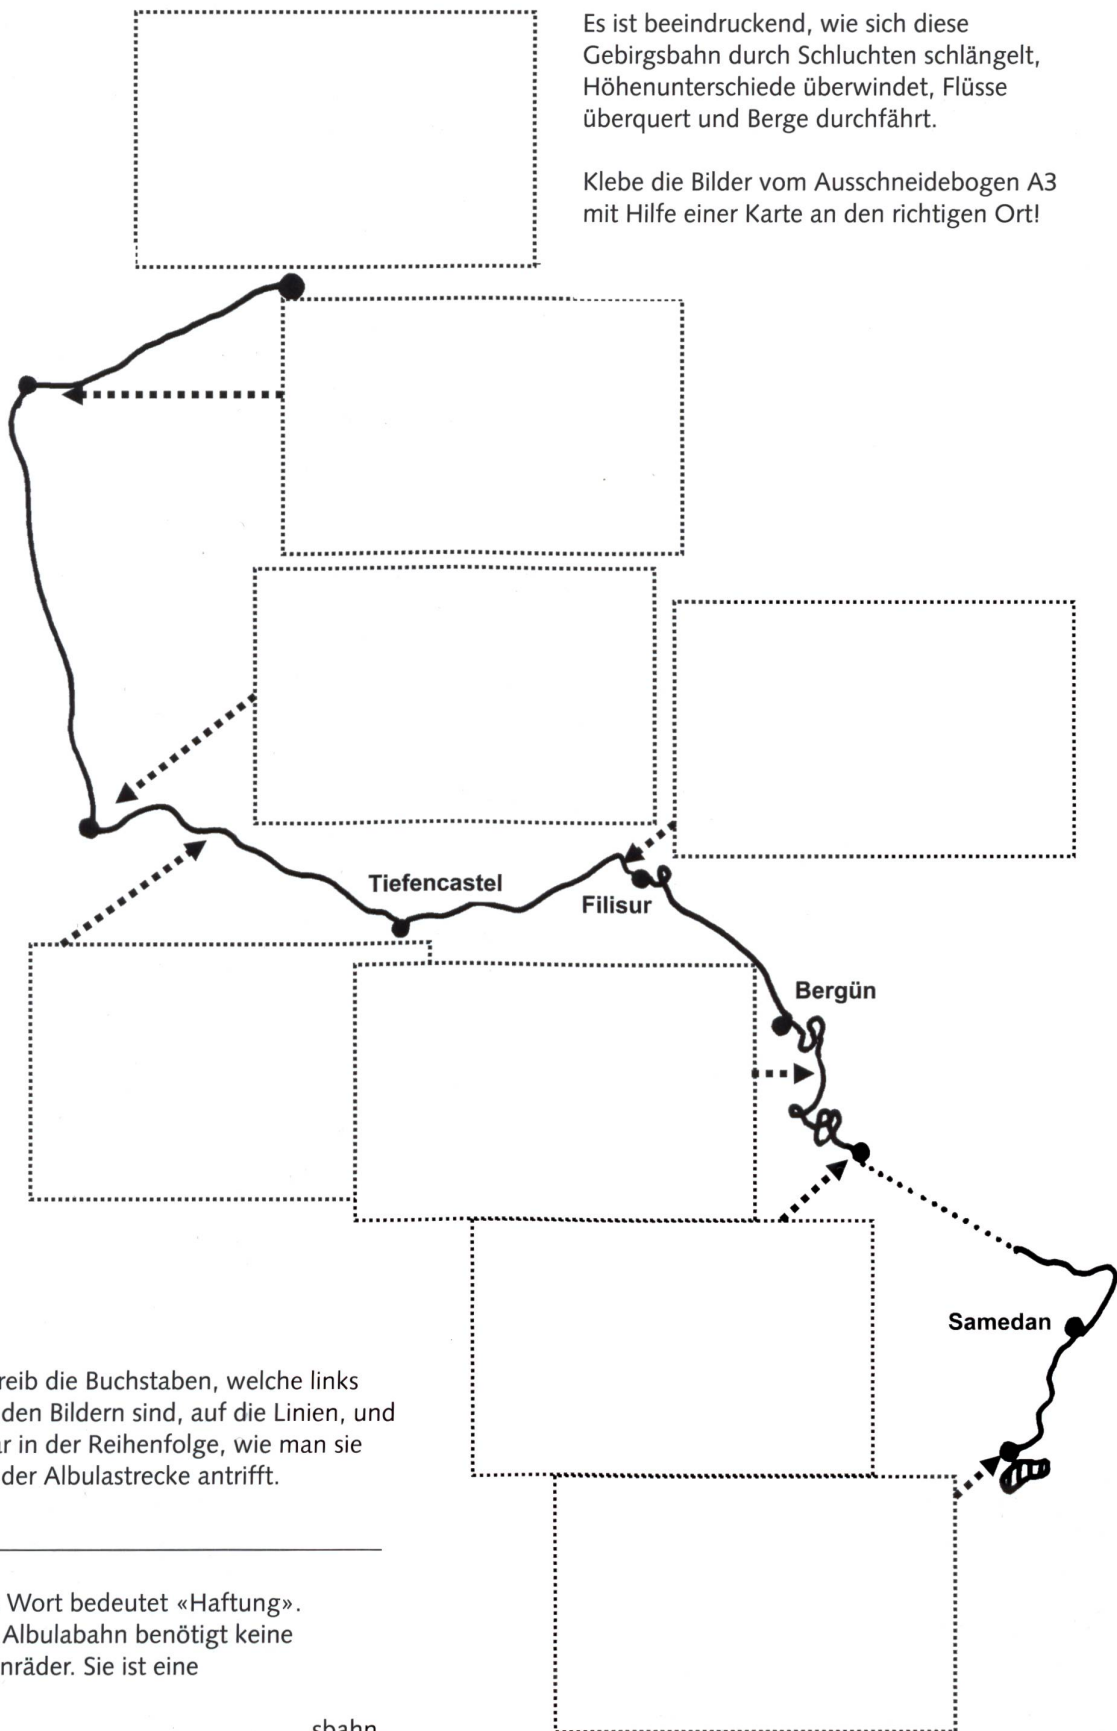 Es ist beeindruckend, wie sich diese
Gebirgsbahn durch Schluchten schlängelt,
Höhenunterschiede überwindet, Flüsse
überquert und Berge durchfährt.
Klebe die Bilder vom Ausschneidebogen A3
mit Hilfe einer Karte an den richtigen Ort!
Tiefencastel
Filisur
Bergün
Samedan
reib die Buchstaben, welche links
den Bildern sind, auf die Linien, und
r in der Reihenfolge, wie man sie
der Albulastrecke antrifft.
Wort bedeutet «Haftung».
Albulabahn benötigt keine
nräder. Sie ist eine
sbahn